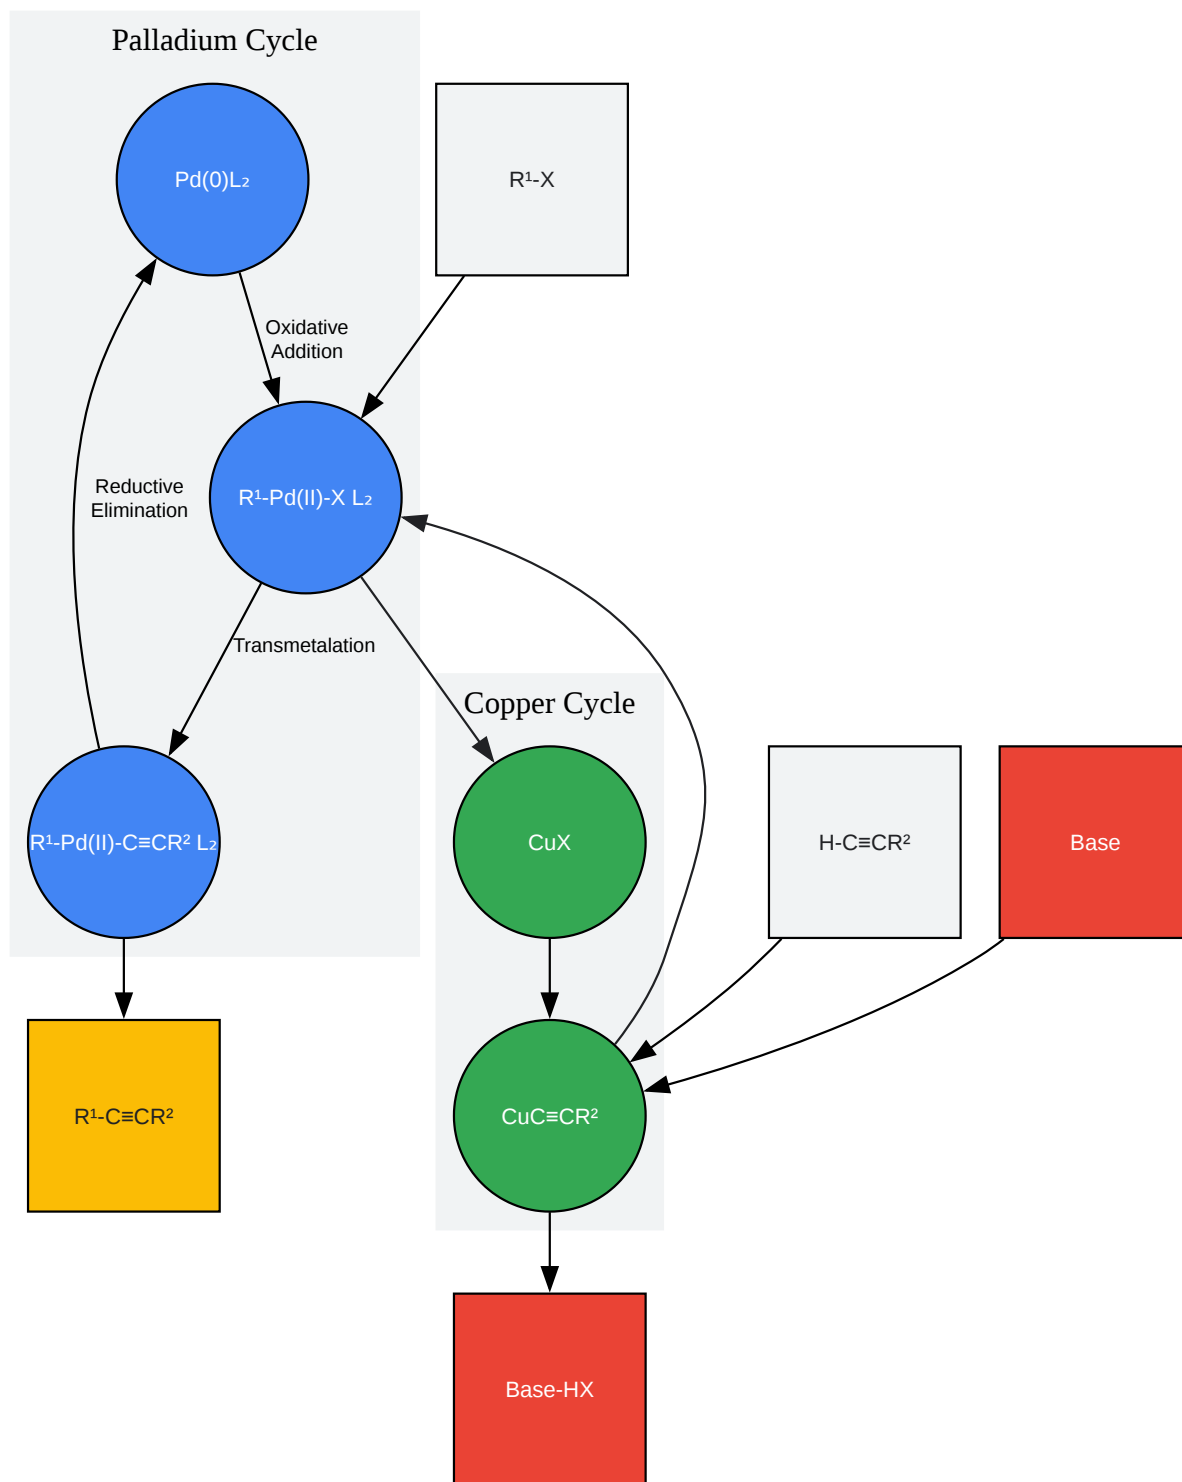 Palladium Cycle
Pd(0)L₂
R¹-X
Oxidative
Addition
Reductive
Elimination
R¹-Pd(II)-X L₂
Transmetalation
Copper Cycle
R¹-Pd(II)-C≡CR² L₂
CuX
H-C≡CR²
Base
R¹-C≡CR²
CuC≡CR²
Base-HX